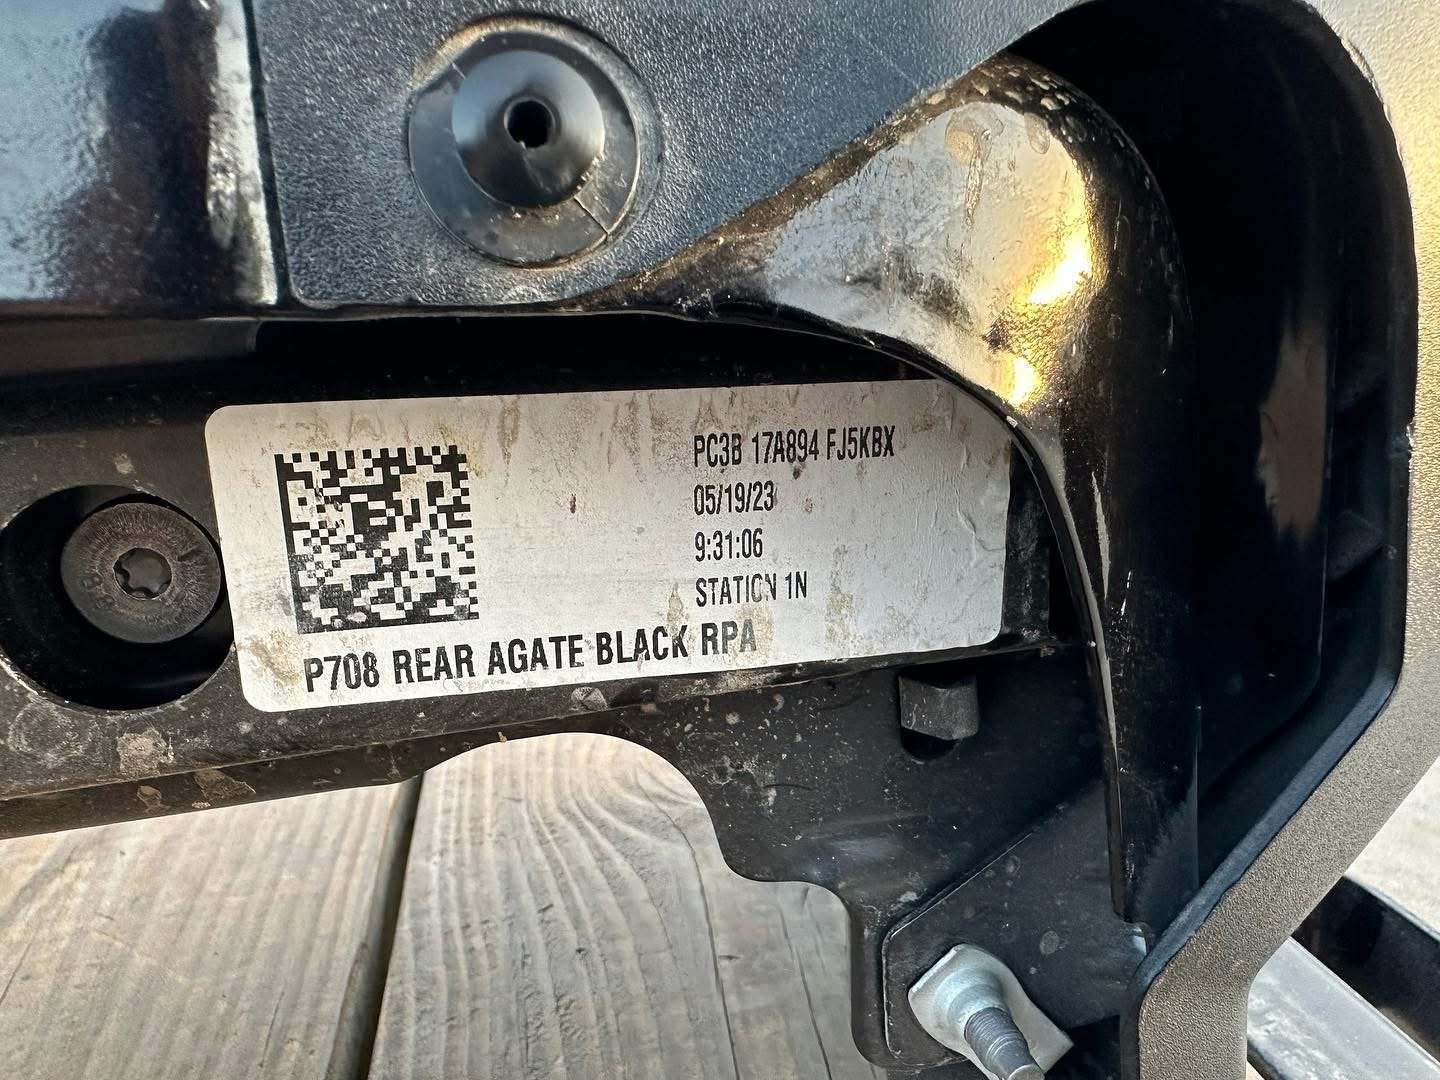 PC3B 17A894 FJ5KBX
05/19/23
9:31:06
STATION 1N
P708 REAR AGATE BLACK RPA